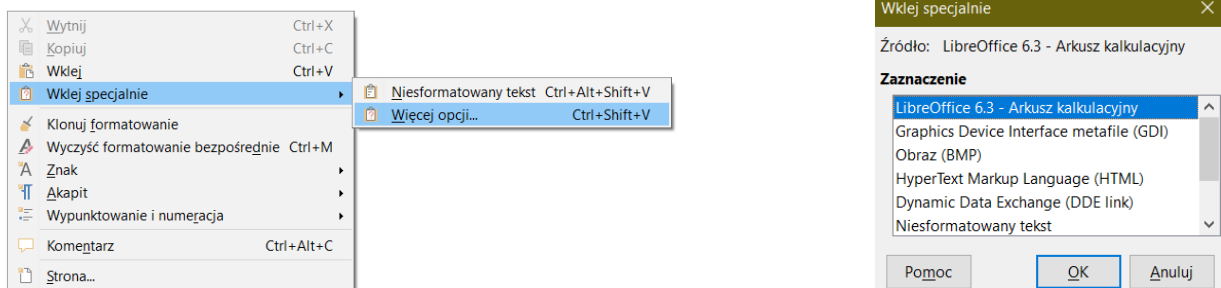 Wytnij Ctrl+X
Kopiuj Ctrl+C
Wklej Ctrl+V
Wklej specjalnie
Klonuj formatowanie
Wyczyść formatowanie bezpośrednie Ctrl+M
Znak
Akapit
Wypunktowanie i numeracja
Komentarz Ctrl+Alt+C
Strona...
Niesformatowany tekst Ctrl+Alt+Shift+V
Więcej opcji... Ctrl+Shift+V
Wklej specjalnie
Źródło: LibreOffice 6.3 - Arkusz kalkulacyjny
Zaznaczenie
LibreOffice 6.3 - Arkusz kalkulacyjny
Graphics Device Interface metafile (GDI)
Obraz (BMP)
HyperText Markup Language (HTML)
Dynamic Data Exchange (DDE link)
Niesformatowany tekst
Pomoc OK Anuluj